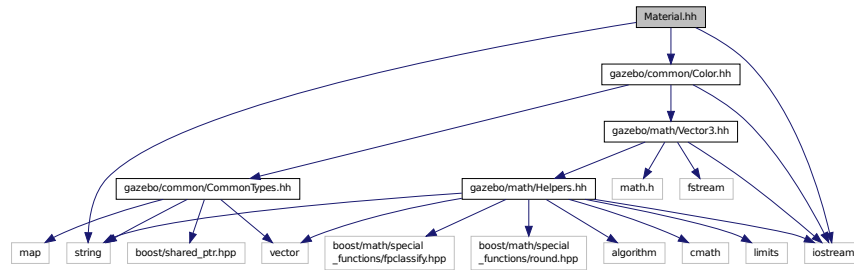 Material.hh
gazebo/common/Color.hh
gazebo/math/Vector3.hh
gazebo/common/CommonTypes.hh
gazebo/math/Helpers.hh
math.h
fstream
map
string
boost/shared_ptr.hpp
vector
boost/math/special
_functions/fpclassify.hpp
boost/math/special
_functions/round.hpp
algorithm
cmath
limits
iostream